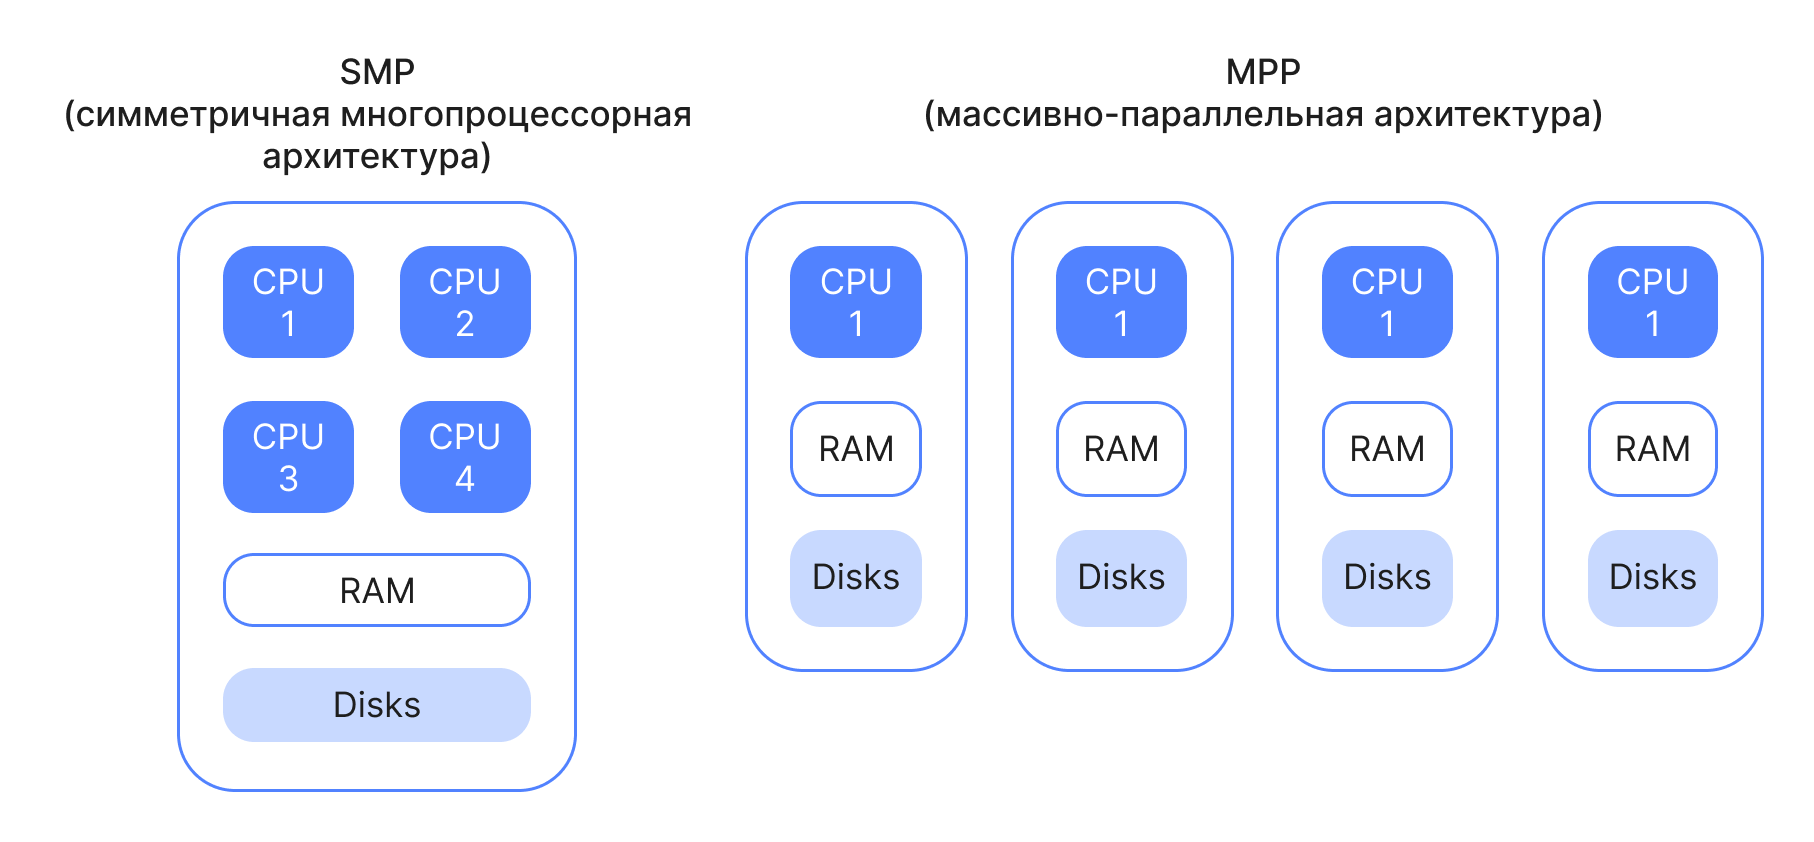 SMP
(симметричная многопроцессорная
архитектура)
CPU
1
CPU
2
CPU
3
CPU
4
RAM
Disks
MPP
(массивно-параллельная архитектура)
CPU
1
RAM
Disks
CPU
1
RAM
Disks
CPU
1
RAM
Disks
CPU
1
RAM
Disks